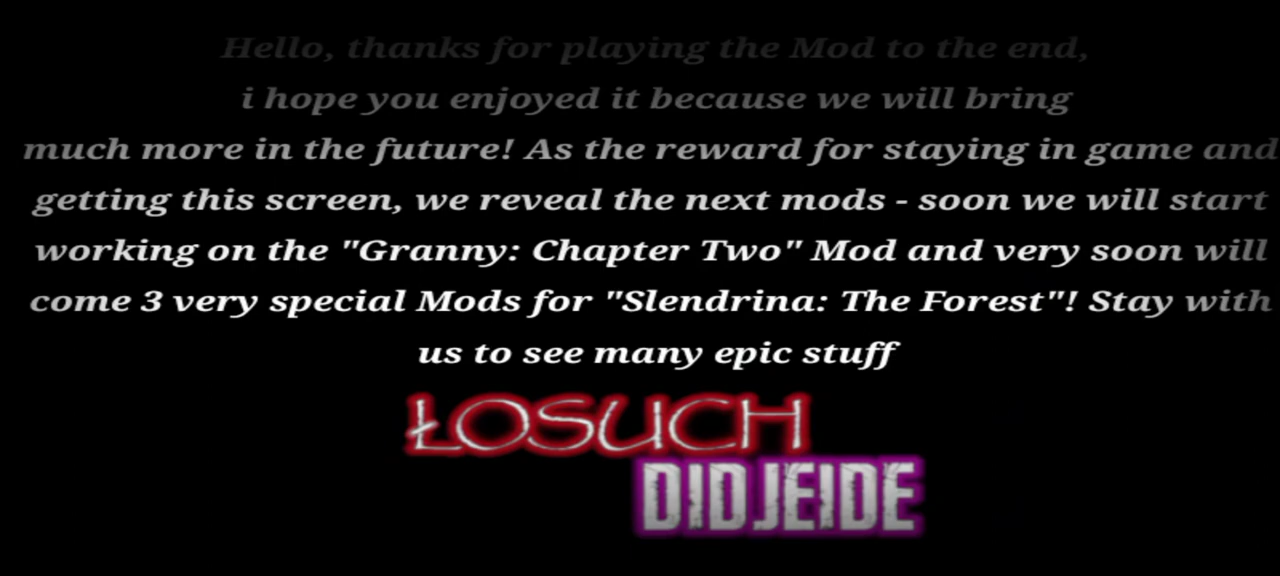 Hello, thanks for playing the Mod to the end,
i hope you enjoyed it because we will bring
much more in the future! As the reward for staying in game and
getting this screen, we reveal the next mods - soon we will start
working on the "Granny: Chapter Two" Mod and very soon will
come 3 very special Mods for "Slendrina: The Forest"! Stay with
us to see many epic stuff
ŁOSUCH
DIDJEIDE